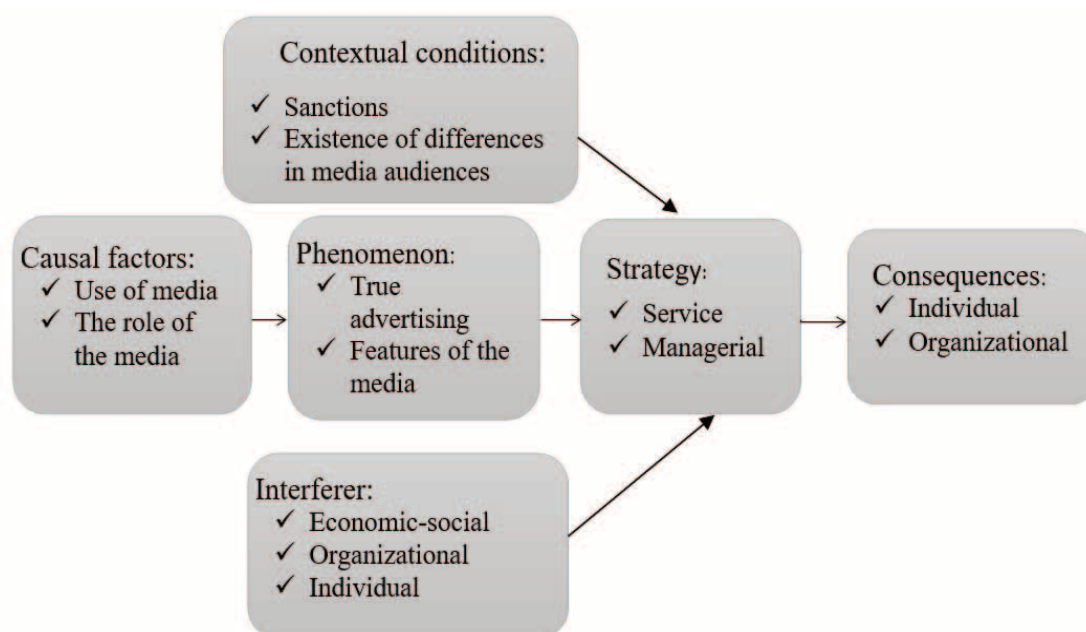 Contextual conditions:
✓ Sanctions
✓ Existence of differences
in media audiences
Causal factors:
✓ Use of media
✓ The role of
the media
Phenomenon:
✓ True
advertising
✓ Features of the
media
Strategy:
✓ Service
✓ Managerial
Consequences:
✓ Individual
✓ Organizational
Interferer:
✓ Economic-social
✓ Organizational
✓ Individual